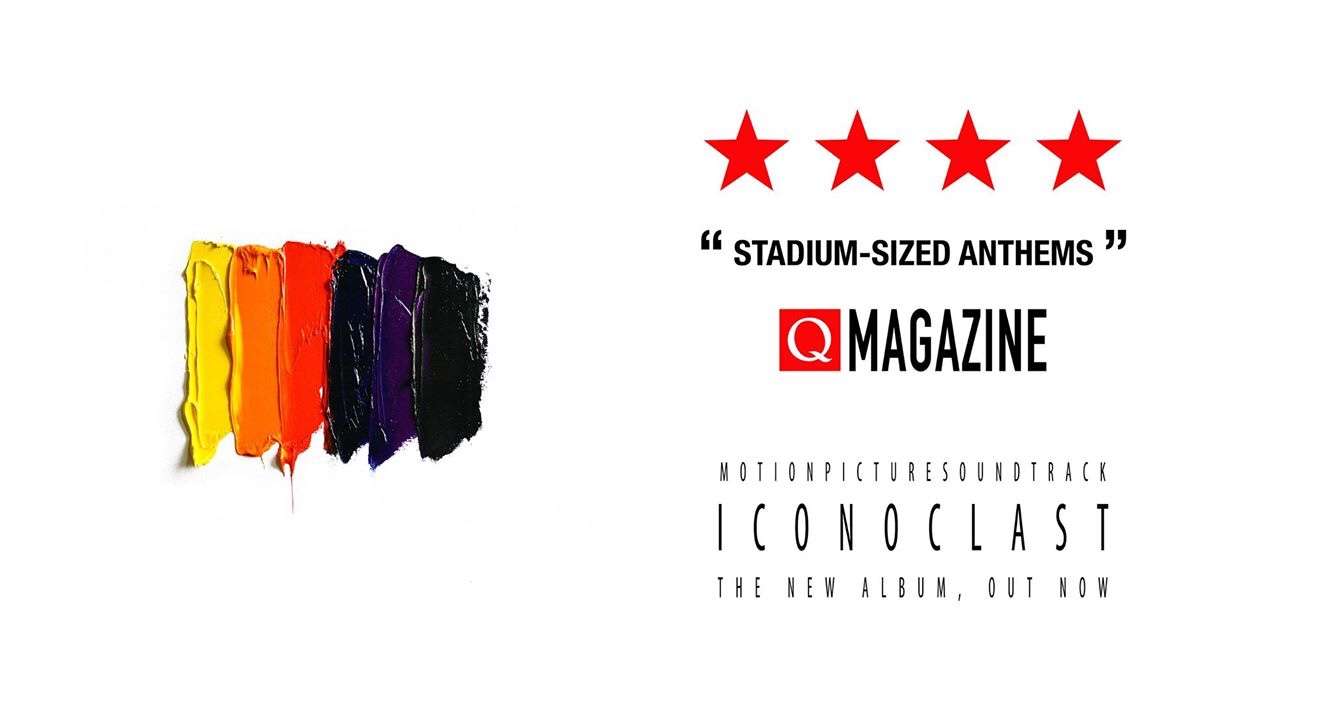 “ STADIUM-SIZED ANTHEMS ”
Q MAGAZINE
MOTIONPICTURESOUNDTRACK
ICONOCLAST
THE NEW ALBUM, OUT NOW